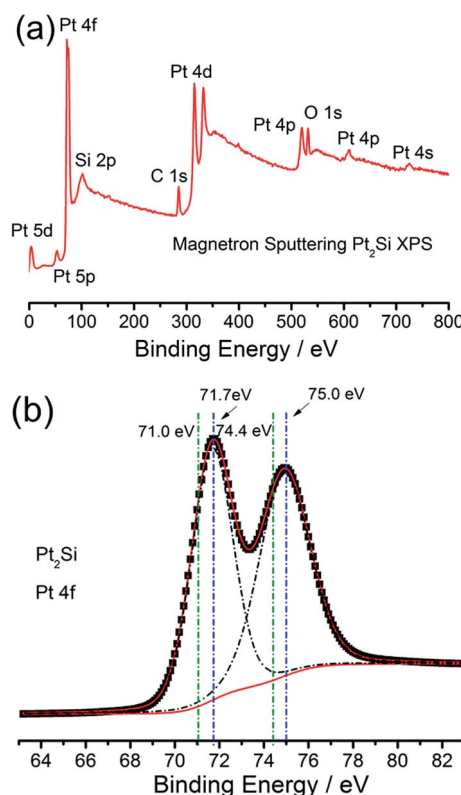 (a)
Pt 4f
Pt 4d
Si 2p
C 1s
Pt 4p
O 1s
Pt 4p
Pt 4s
Pt 5d
Pt 5p
Magnetron Sputtering Pt₂Si XPS
0 100 200 300 400 500 600 700 800
Binding Energy / eV
(b)
71.7eV
75.0 eV
71.0 eV
74.4 eV
Pt₂Si
Pt 4f
64 66 68 70 72 74 76 78 80 82
Binding Energy / eV